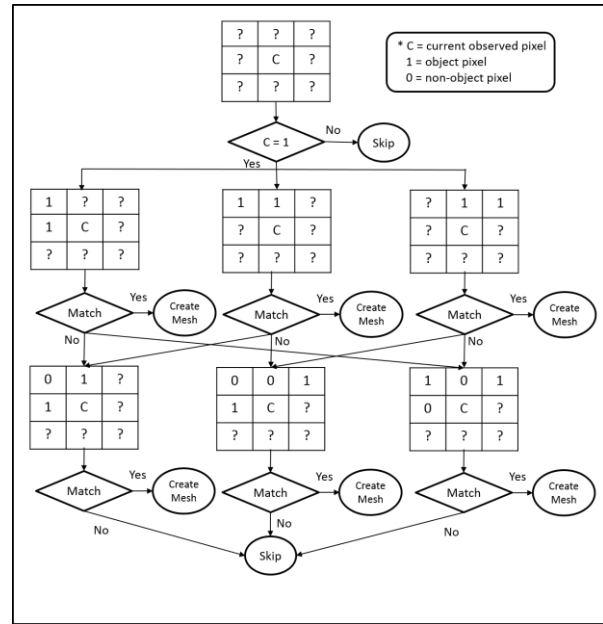 ? ? ?
? C ?
? ? ?
* C = current observed pixel
1 = object pixel
0 = non-object pixel
C = 1
No
Skip
Yes
1 ? ?
1 C ?
? ? ?
1 1 ?
? C ?
? ? ?
? 1 1
? C ?
? ? ?
Match
Yes
Create
Mesh
No
Match
Yes
Create
Mesh
No
Match
Yes
Create
Mesh
No
0 1 ?
1 C ?
? ? ?
0 0 1
1 C ?
? ? ?
1 0 1
0 C ?
? ? ?
Match
Yes
Create
Mesh
No
Match
Yes
Create
Mesh
No
Match
Yes
Create
Mesh
No
Skip